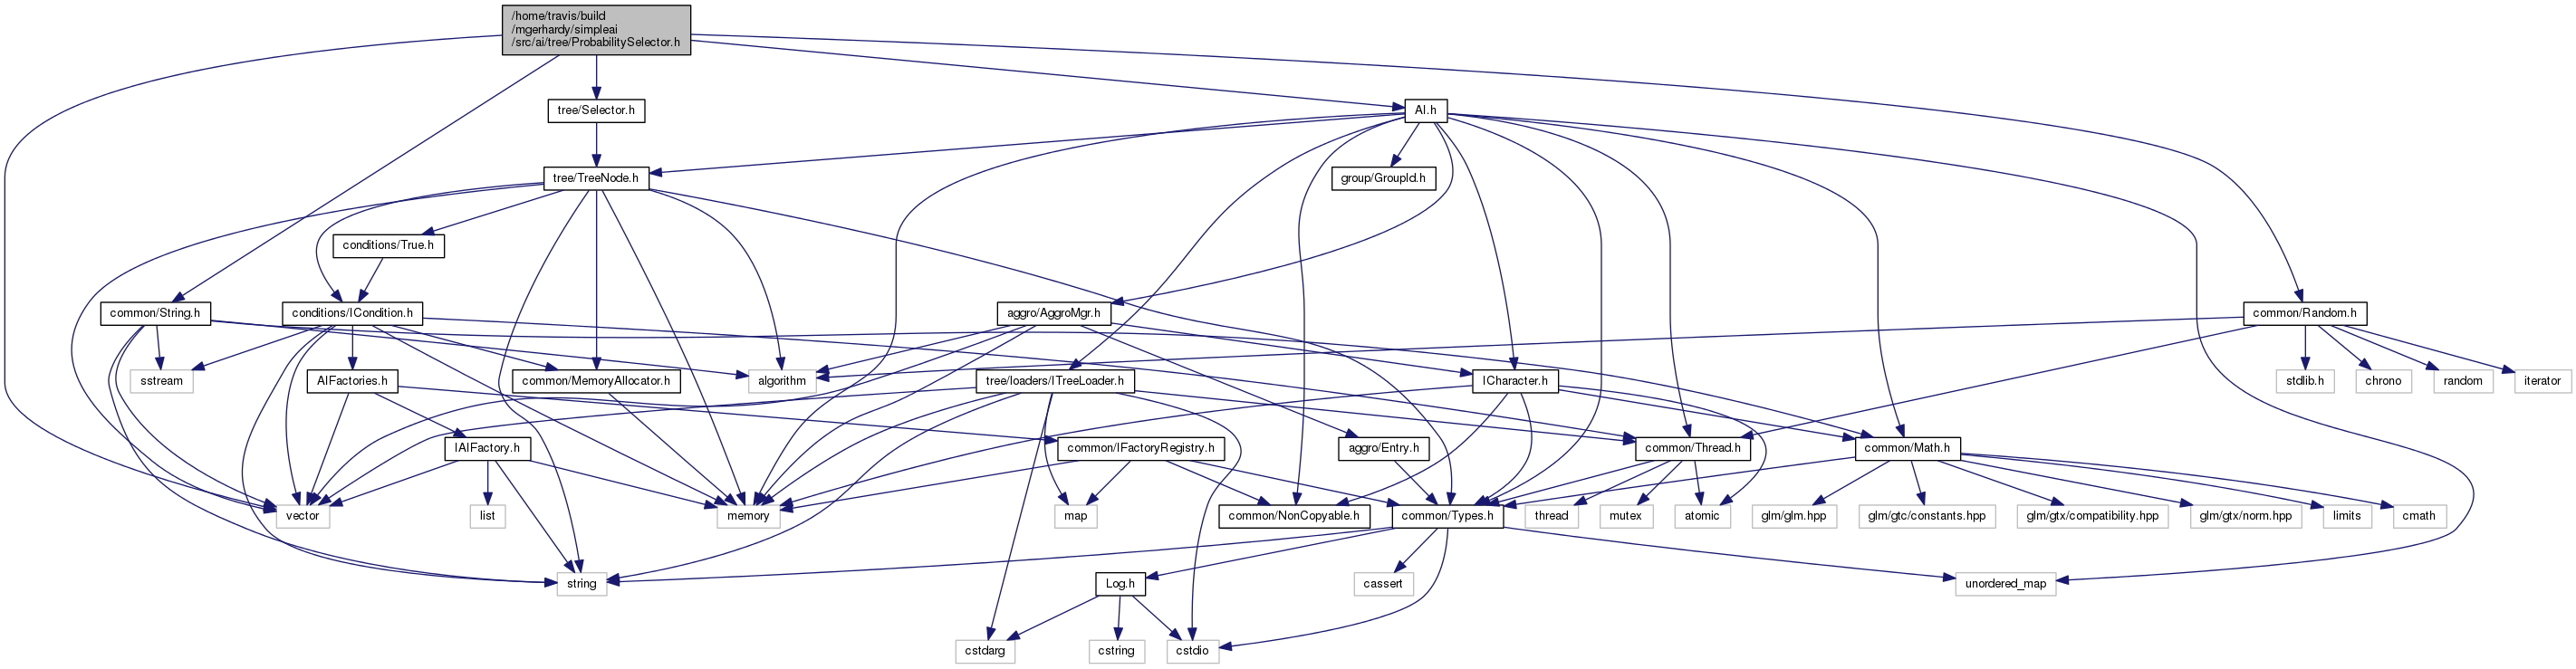 /home/travis/build
/mgerhardy/simpleai
/src/ai/tree/ProbabilitySelector.h
tree/Selector.h
AI.h
tree/TreeNode.h
group/GroupId.h
conditions/True.h
common/String.h
conditions/ICondition.h
aggro/AggroMgr.h
common/Random.h
sstream
AIFactories.h
common/MemoryAllocator.h
algorithm
tree/loaders/ITreeLoader.h
ICharacter.h
stdlib.h
chrono
random
iterator
IAIFactory.h
common/IFactoryRegistry.h
aggro/Entry.h
common/Thread.h
common/Math.h
vector
list
memory
map
common/NonCopyable.h
common/Types.h
thread
mutex
atomic
glm/glm.hpp
glm/gtc/constants.hpp
glm/gtx/compatibility.hpp
glm/gtx/norm.hpp
limits
cmath
string
Log.h
cassert
unordered_map
cstdarg
cstring
cstdio